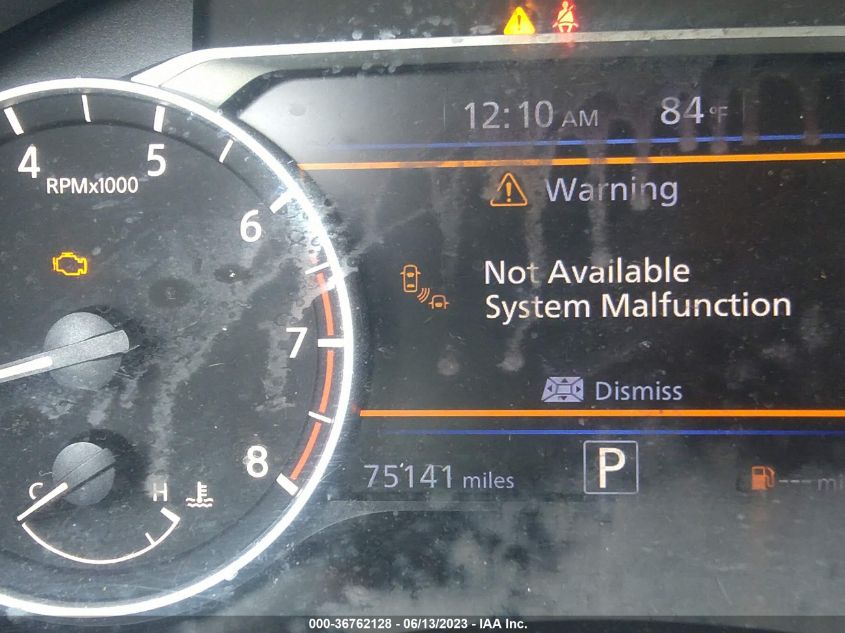 12:10 AM 84°F
4
5
RPMx1000
Warning
6
Not Available
System Malfunction
7
Dismiss
8
75141 miles
P
--- mi
C
H
000-36762128 - 06/13/2023 - IAA Inc.